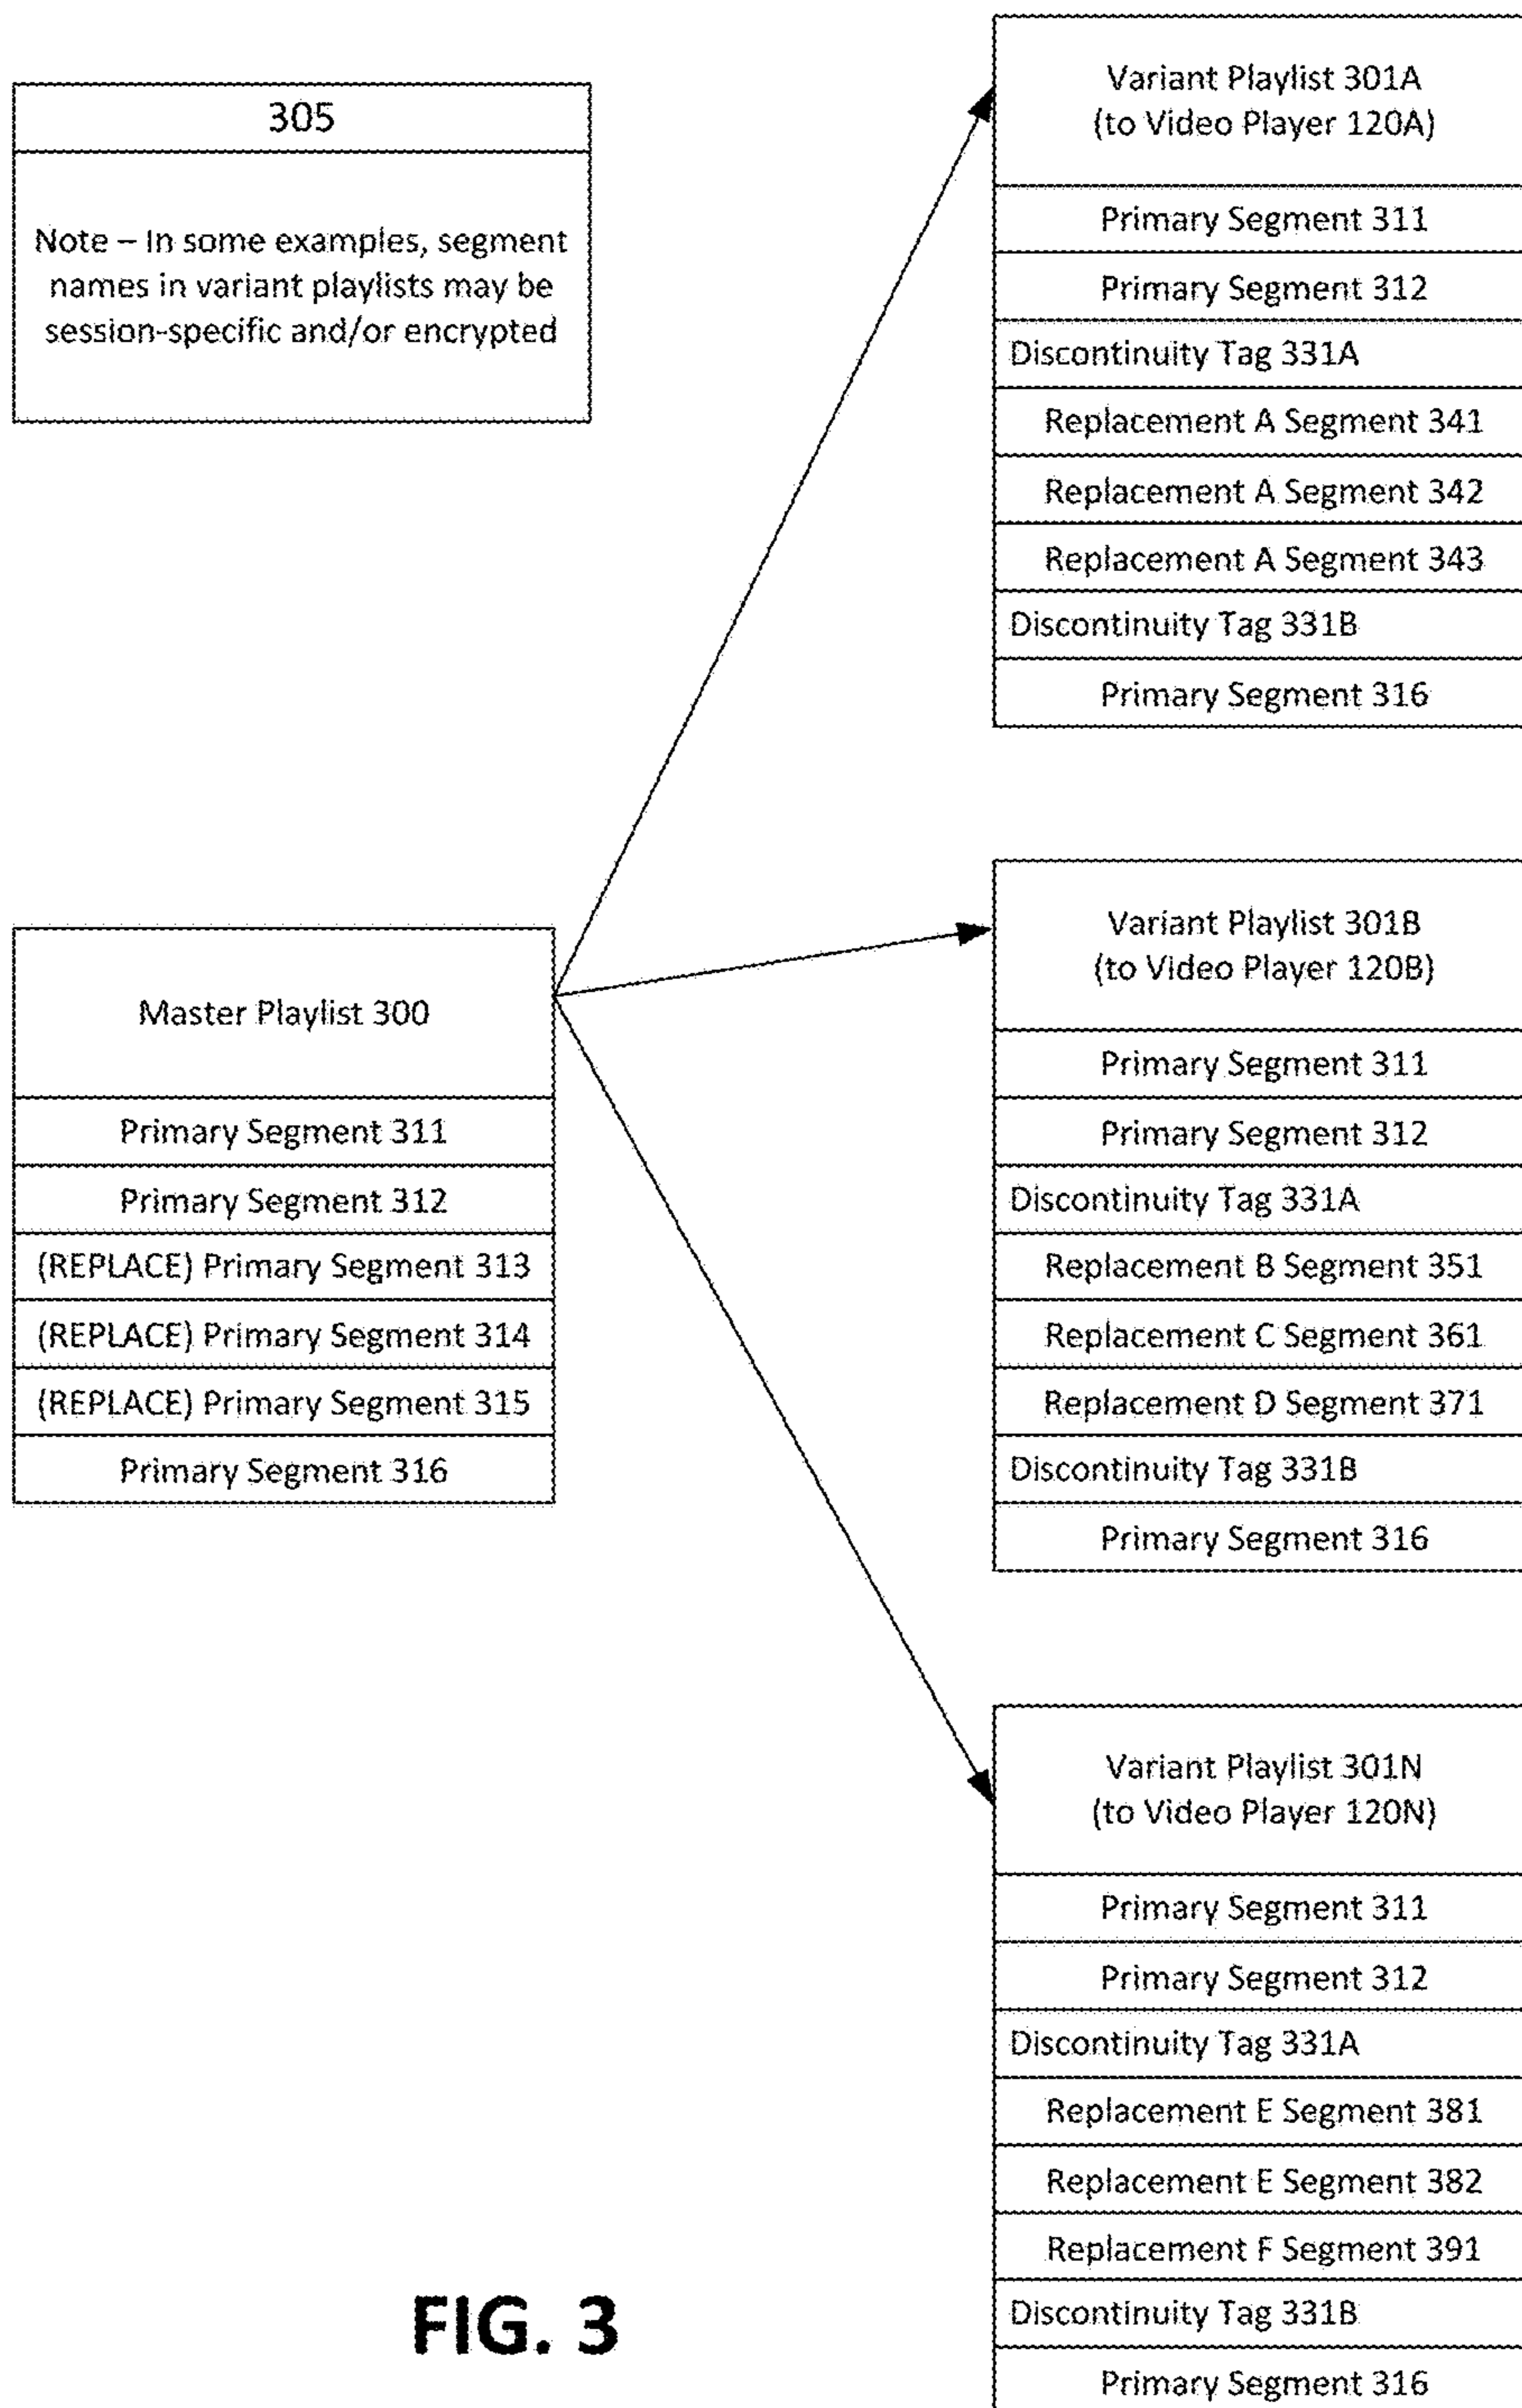 305
Note – In some examples, segment
names in variant playlists may be
session-specific and/or encrypted
Master Playlist 300
Primary Segment 311
Primary Segment 312
(REPLACE) Primary Segment 313
(REPLACE) Primary Segment 314
(REPLACE) Primary Segment 315
Primary Segment 316
Variant Playlist 301A
(to Video Player 120A)
Primary Segment 311
Primary Segment 312
Discontinuity Tag 331A
Replacement A Segment 341
Replacement A Segment 342
Replacement A Segment 343
Discontinuity Tag 331B
Primary Segment 316
Variant Playlist 301B
(to Video Player 120B)
Primary Segment 311
Primary Segment 312
Discontinuity Tag 331A
Replacement B Segment 351
Replacement C Segment 361
Replacement D Segment 371
Discontinuity Tag 331B
Primary Segment 316
Variant Playlist 301N
(to Video Player 120N)
Primary Segment 311
Primary Segment 312
Discontinuity Tag 331A
Replacement E Segment 381
Replacement E Segment 382
Replacement F Segment 391
Discontinuity Tag 331B
Primary Segment 316
FIG. 3